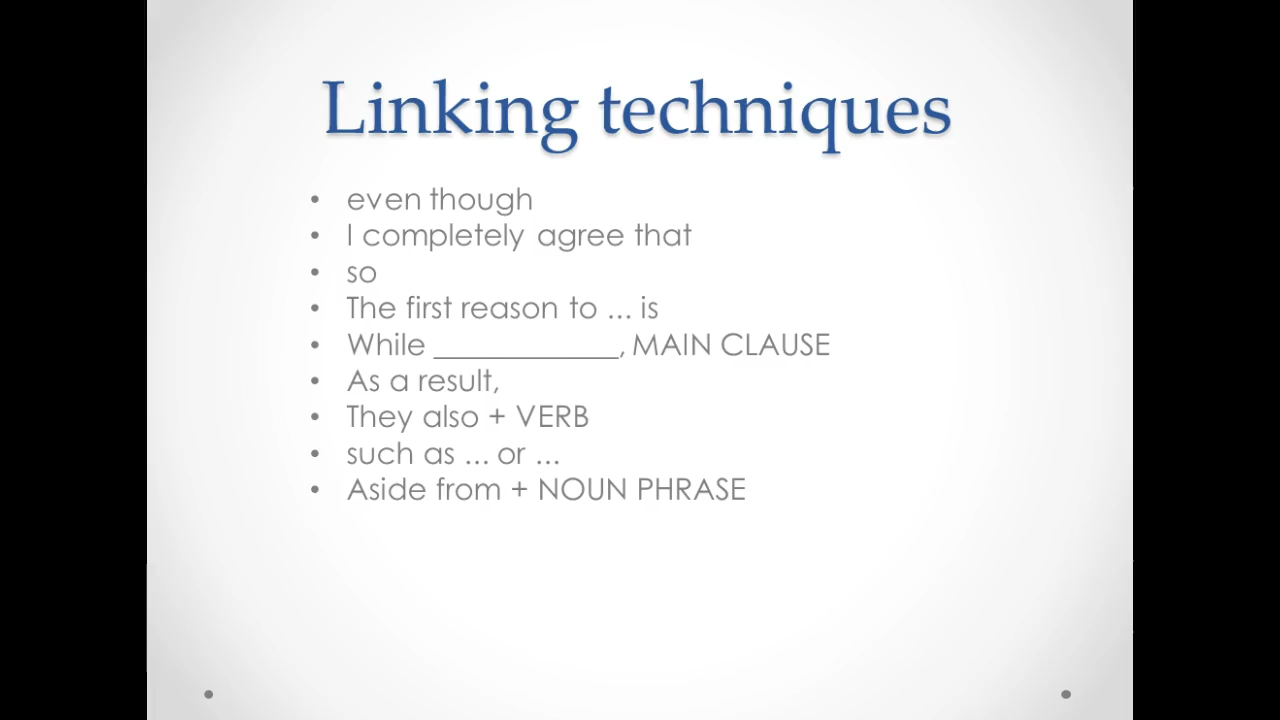 Linking techniques
• even though
• I completely agree that
• so
• The first reason to ... is
• While _____________, MAIN CLAUSE
• As a result,
• They also + VERB
• such as ... or ...
• Aside from + NOUN PHRASE